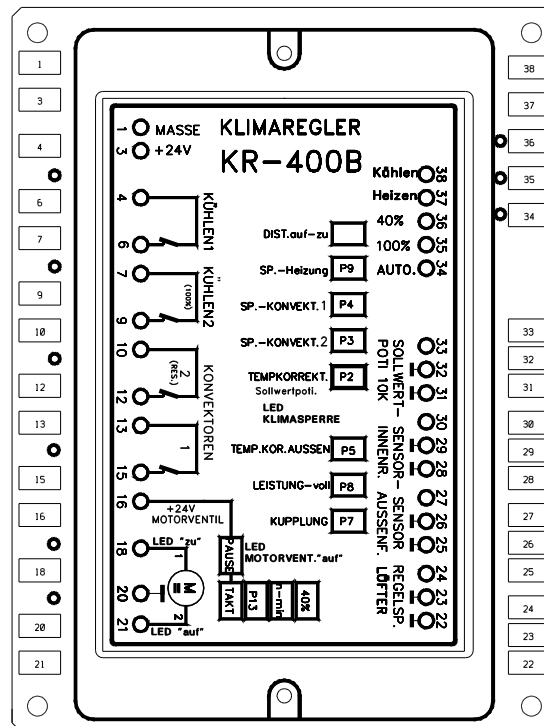 KLIMAREGLER
KR-400B
1 MASSE
3 +24V
4
6
KÜHLEN1
7
9
KÜHLEN2
(100%)
10
12
2
(RES.)
13
15
1
KONVEKTOREN
16
+24V
MOTORVENTIL
18
LED "zu"
1
M
=
20
2
21
LED "auf"
DIST.auf-zu
SP.-Heizung P9
SP.-KONVEKT.1 P4
SP.-KONVEKT.2 P3
TEMPKORREKT. P2
Sollwertpoti.
LED
KLIMASPERRE
TEMP.KOR.AUSSEN P5
LEISTUNG-voll P8
KUPPLUNG P7
PAUSE
LED
MOTORVENT."auf"
TAKT
P13
n-min
40%
Kählen 38
Heizen 37
40% 36
100% 35
AUTO. 34
33
32
31
SOLLWERT-
POTI 10K
30
29
28
SENSOR-
INNENR.
27
26
25
SENSOR
AUSSENF.
24
23
22
REGELSP.
LÖFTER
1
3
4
6
7
9
10
12
13
15
16
18
20
21
38
37
36
35
34
33
32
31
30
29
28
27
26
25
24
23
22